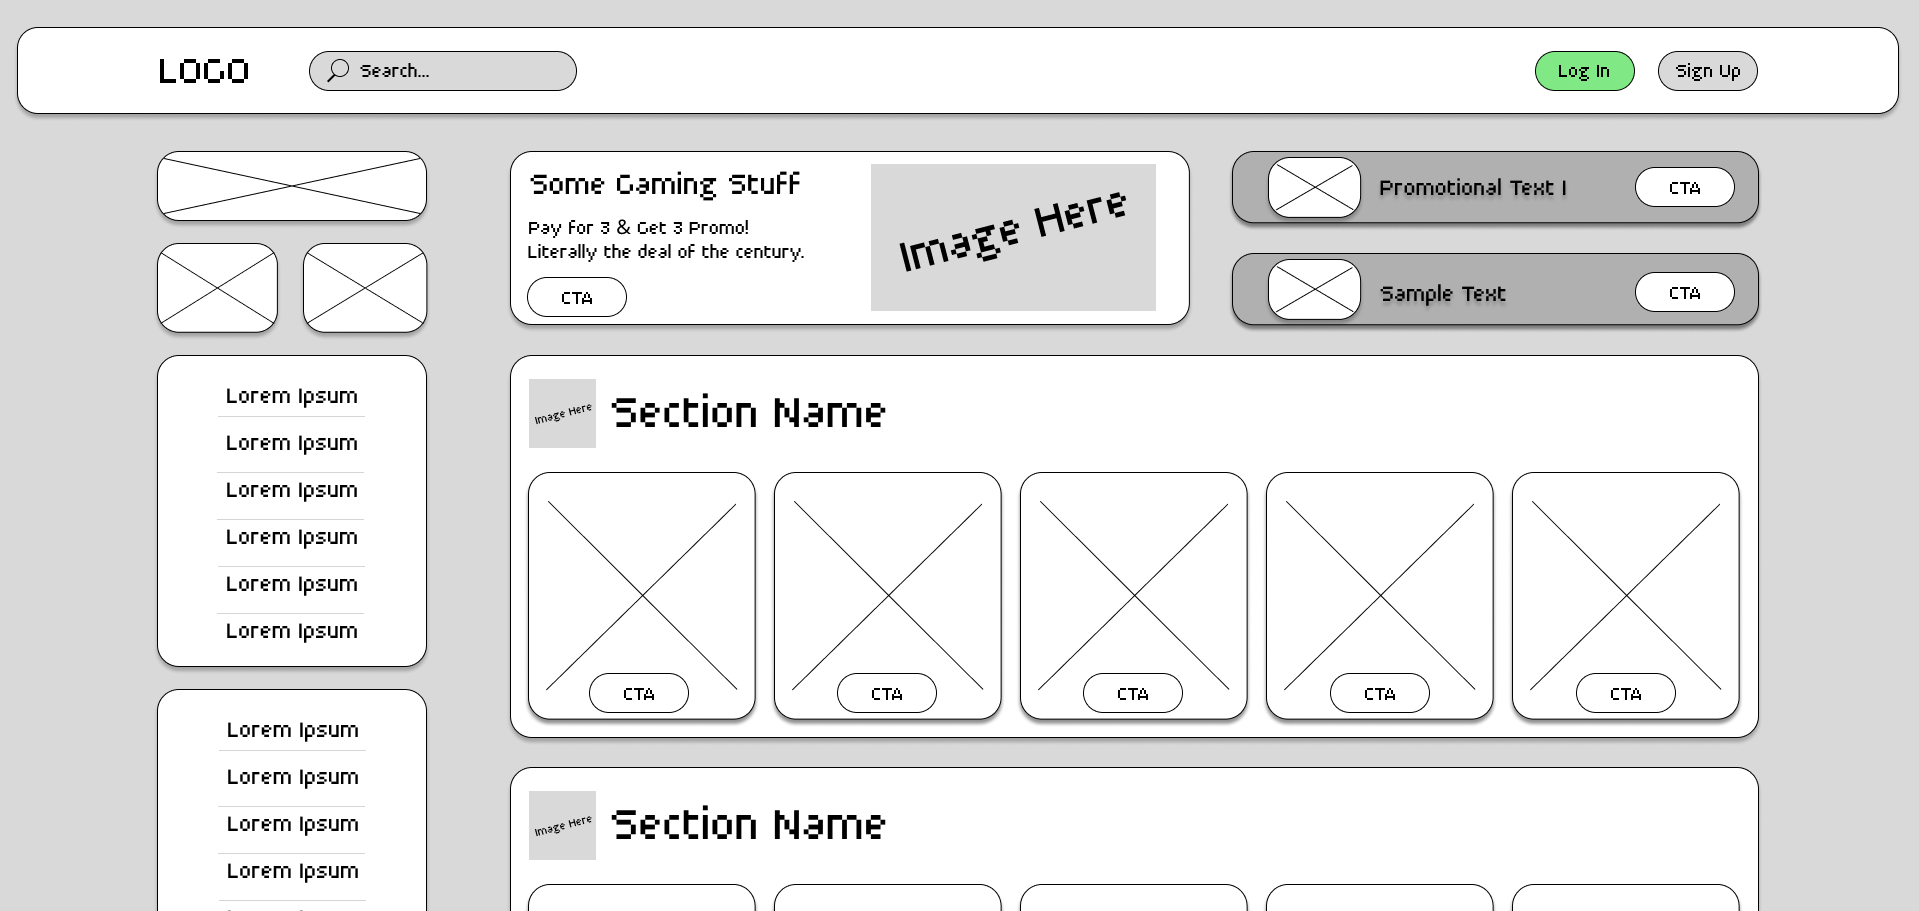 LOGO
Search...
Log In
Sign Up
Some Gaming Stuff
Pay for 3 & Get 3 Promo!
Literally the deal of the century.
CTA
Image Here
Promotional Text 1
CTA
Sample Text
CTA
Lorem Ipsum
Lorem Ipsum
Lorem Ipsum
Lorem Ipsum
Lorem Ipsum
Lorem Ipsum
Lorem Ipsum
Lorem Ipsum
Lorem Ipsum
Lorem Ipsum
Image Here
Section Name
CTA
CTA
CTA
CTA
CTA
Image Here
Section Name